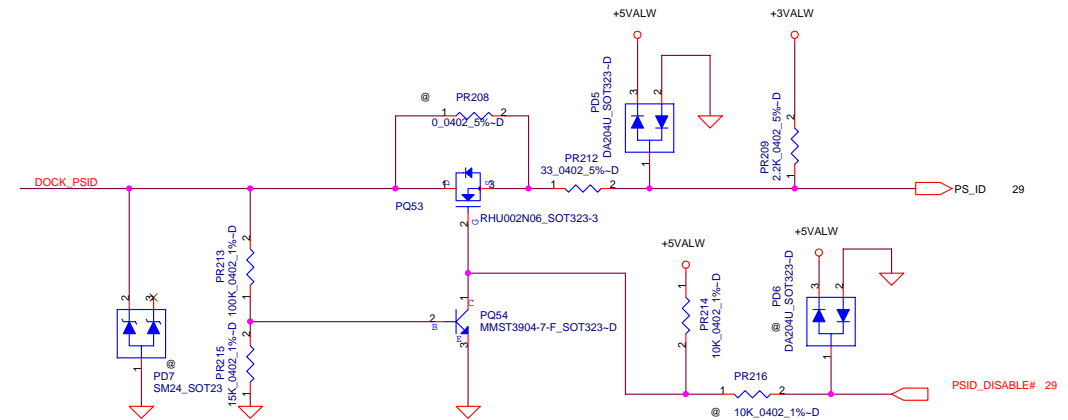 +5VALW
+3VALW
@
PR208
1
2
0_0402_5%~D
3
2
PD5
DA204U_SOT323~D
1
2
PR209
2.2K_0402_5%~D
1
DOCK_PSID
1
D
S
3
PR212
33_0402_5%~D
1
2
PS_ID
29
PQ53
G
2
RHU002N06_SOT323-3
2
PR213
100K_0402_1%~D
1
+5VALW
+5VALW
1
PR214
10K_0402_1%~D
2
3
2
PD6
@
DA204U_SOT323~D
1
2
3
1
@
PD7
SM24_SOT23
2
PR215
15K_0402_1%~D
1
2
B
1
C
E
3
PQ54
MMST3904-7-F_SOT323~D
PR216
1
2
@
10K_0402_1%~D
PSID_DISABLE#
29